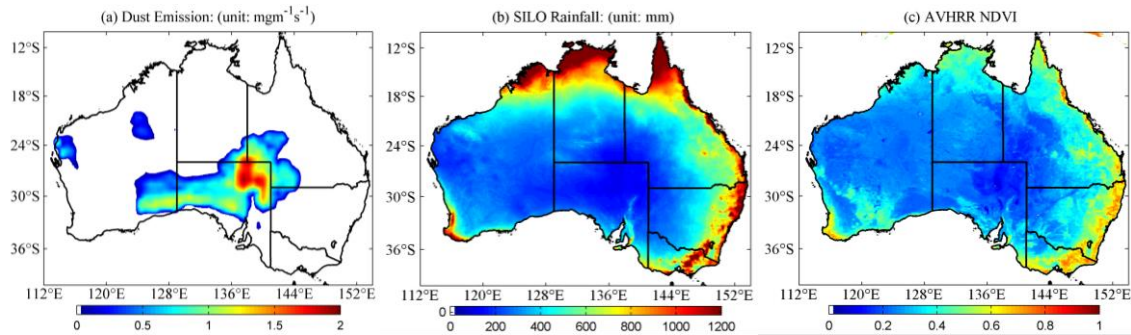 (a) Dust Emission: (unit: mgm⁻¹s⁻¹)
(b) SILO Rainfall: (unit: mm)
(c) AVHRR NDVI
12°S
18°S
24°S
30°S
36°S
112°E 120°E 128°E 136°E 144°E 152°E
0 0.5 1 1.5 2
12°S
18°S
24°S
30°S
36°S
112°E 120°E 128°E 136°E 144°E 152°E
0 200 400 600 800 1000 1200
12°S
18°S
24°S
30°S
36°S
112°E 120°E 128°E 136°E 144°E 152°E
0 0.2 0.4 0.6 0.8